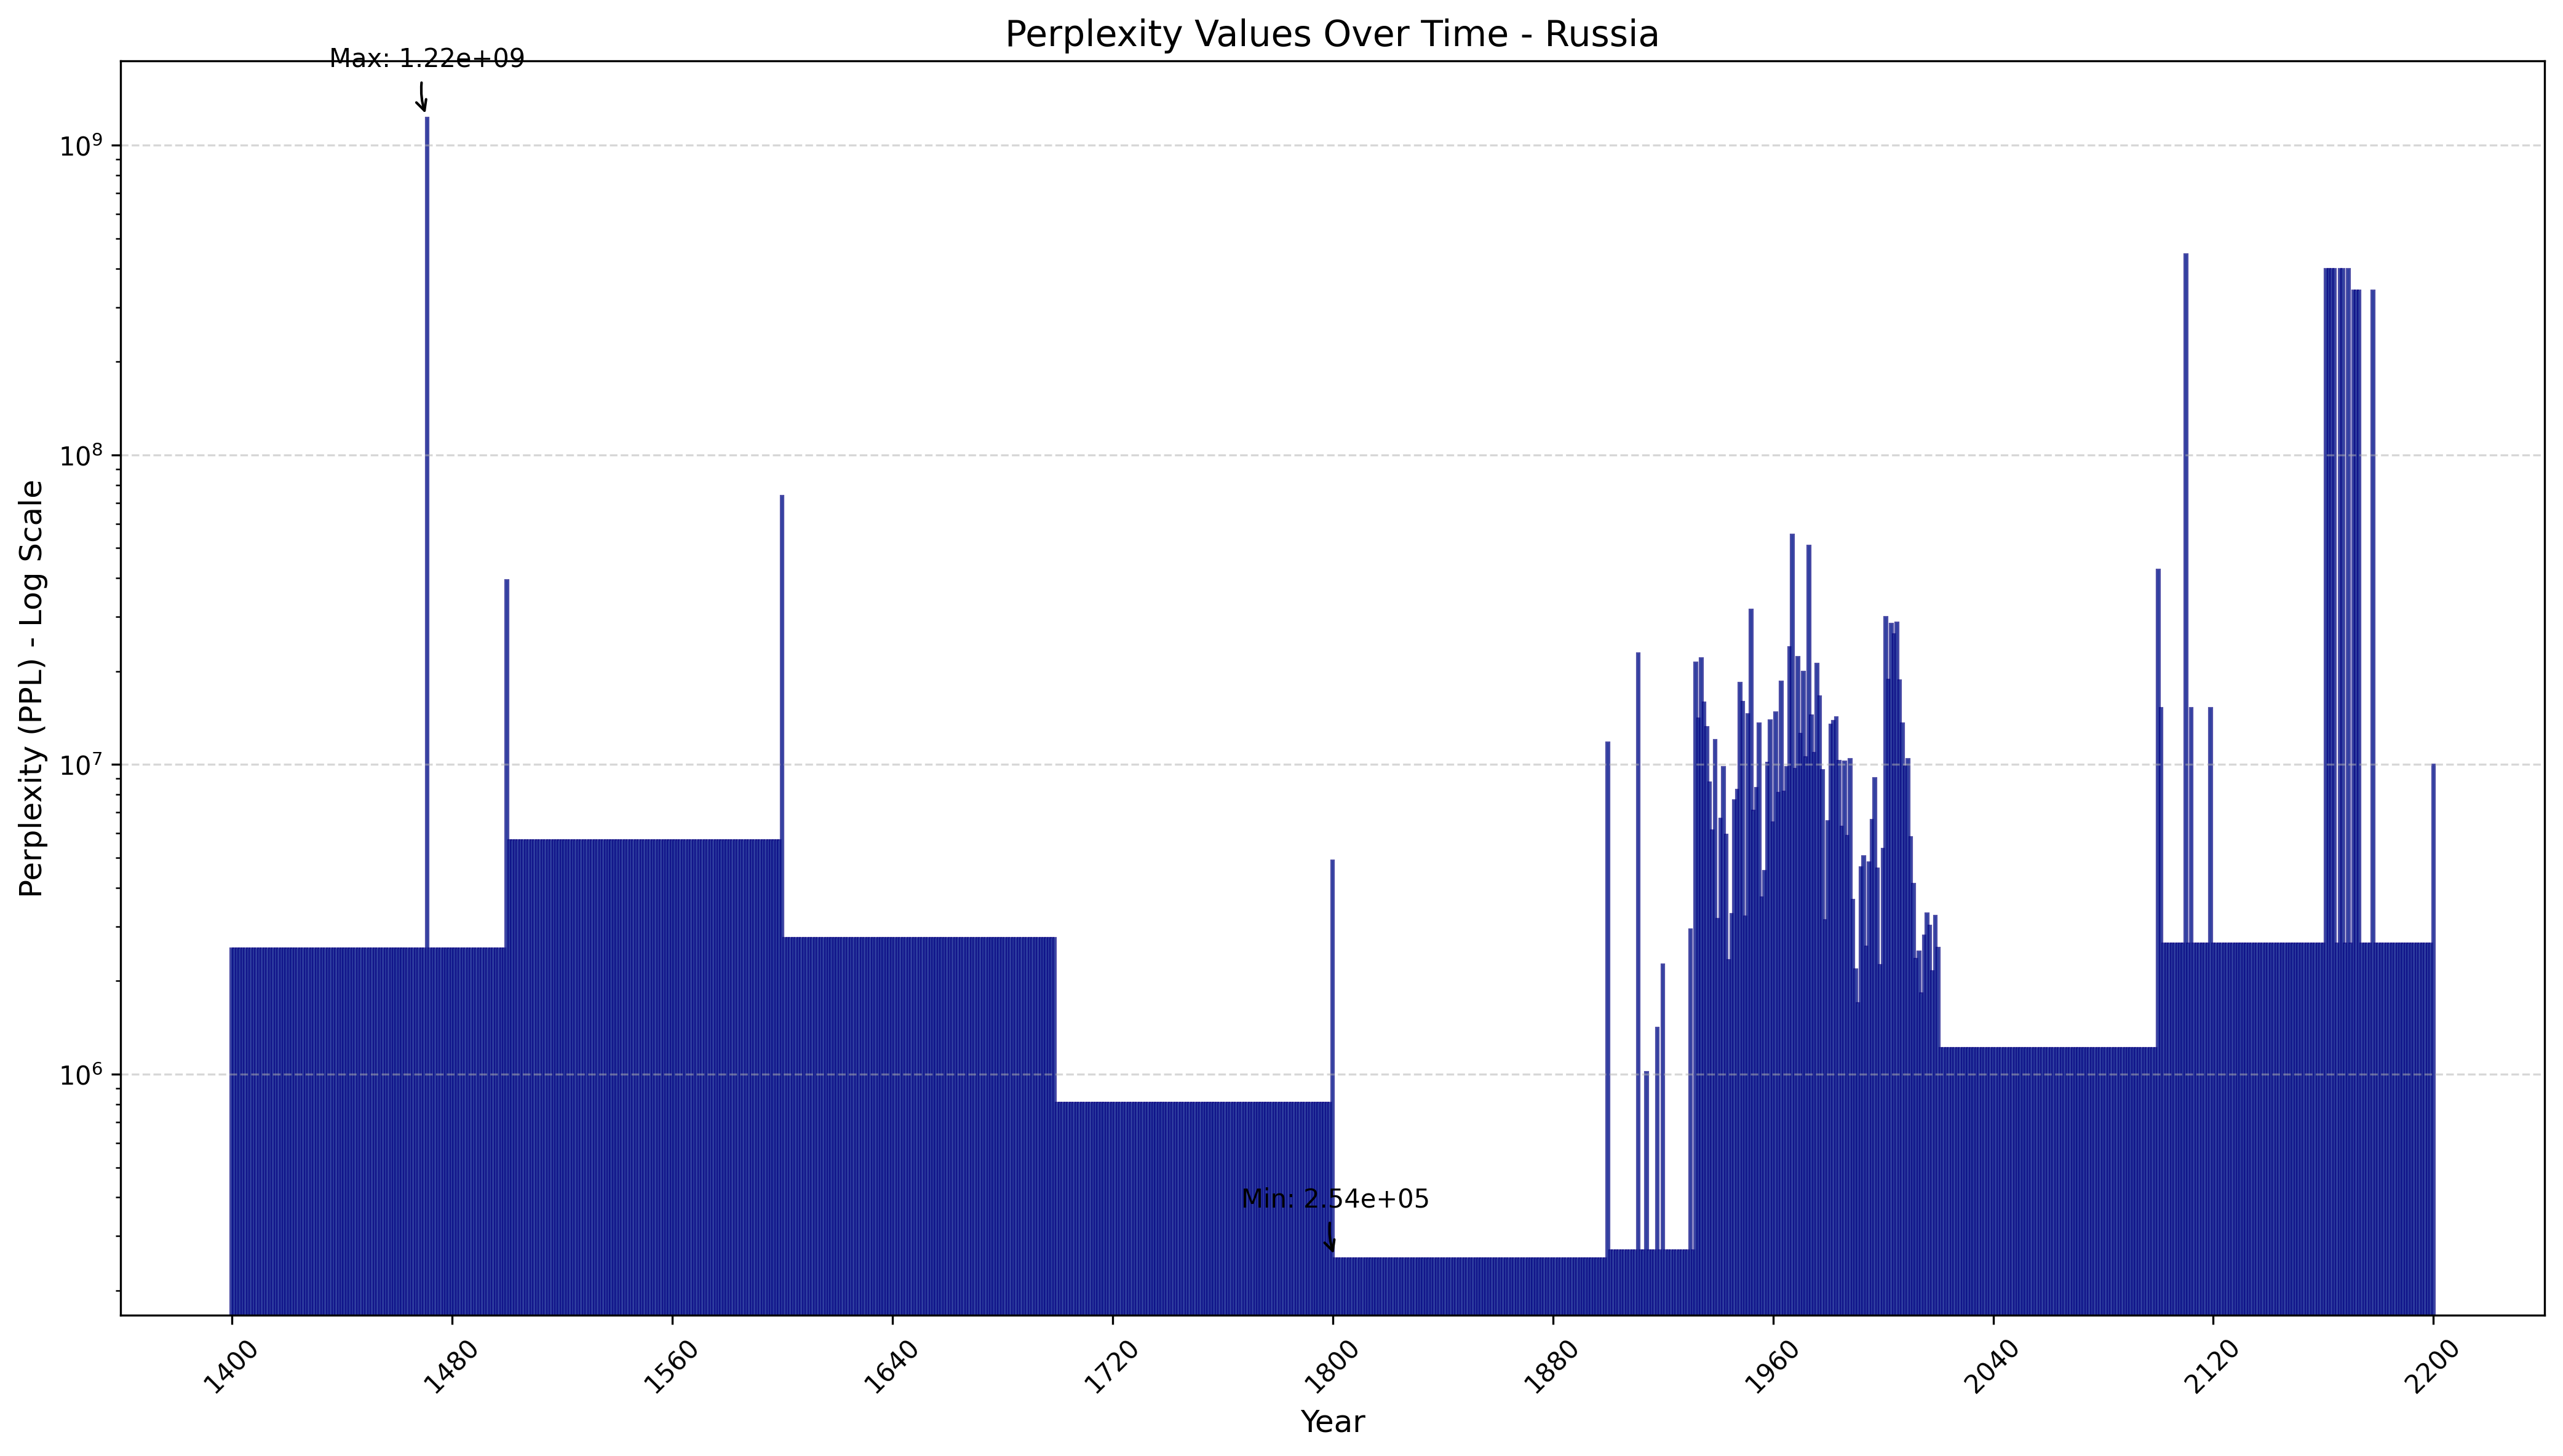 Perplexity Values Over Time - Russia
Max: 1.22e+09
10⁹
10⁸
10⁷
10⁶
Perplexity (PPL) - Log Scale
Min: 2.54e+05
1400 1480 1560 1640 1720 1800 1880 1960 2040 2120 2200
Year